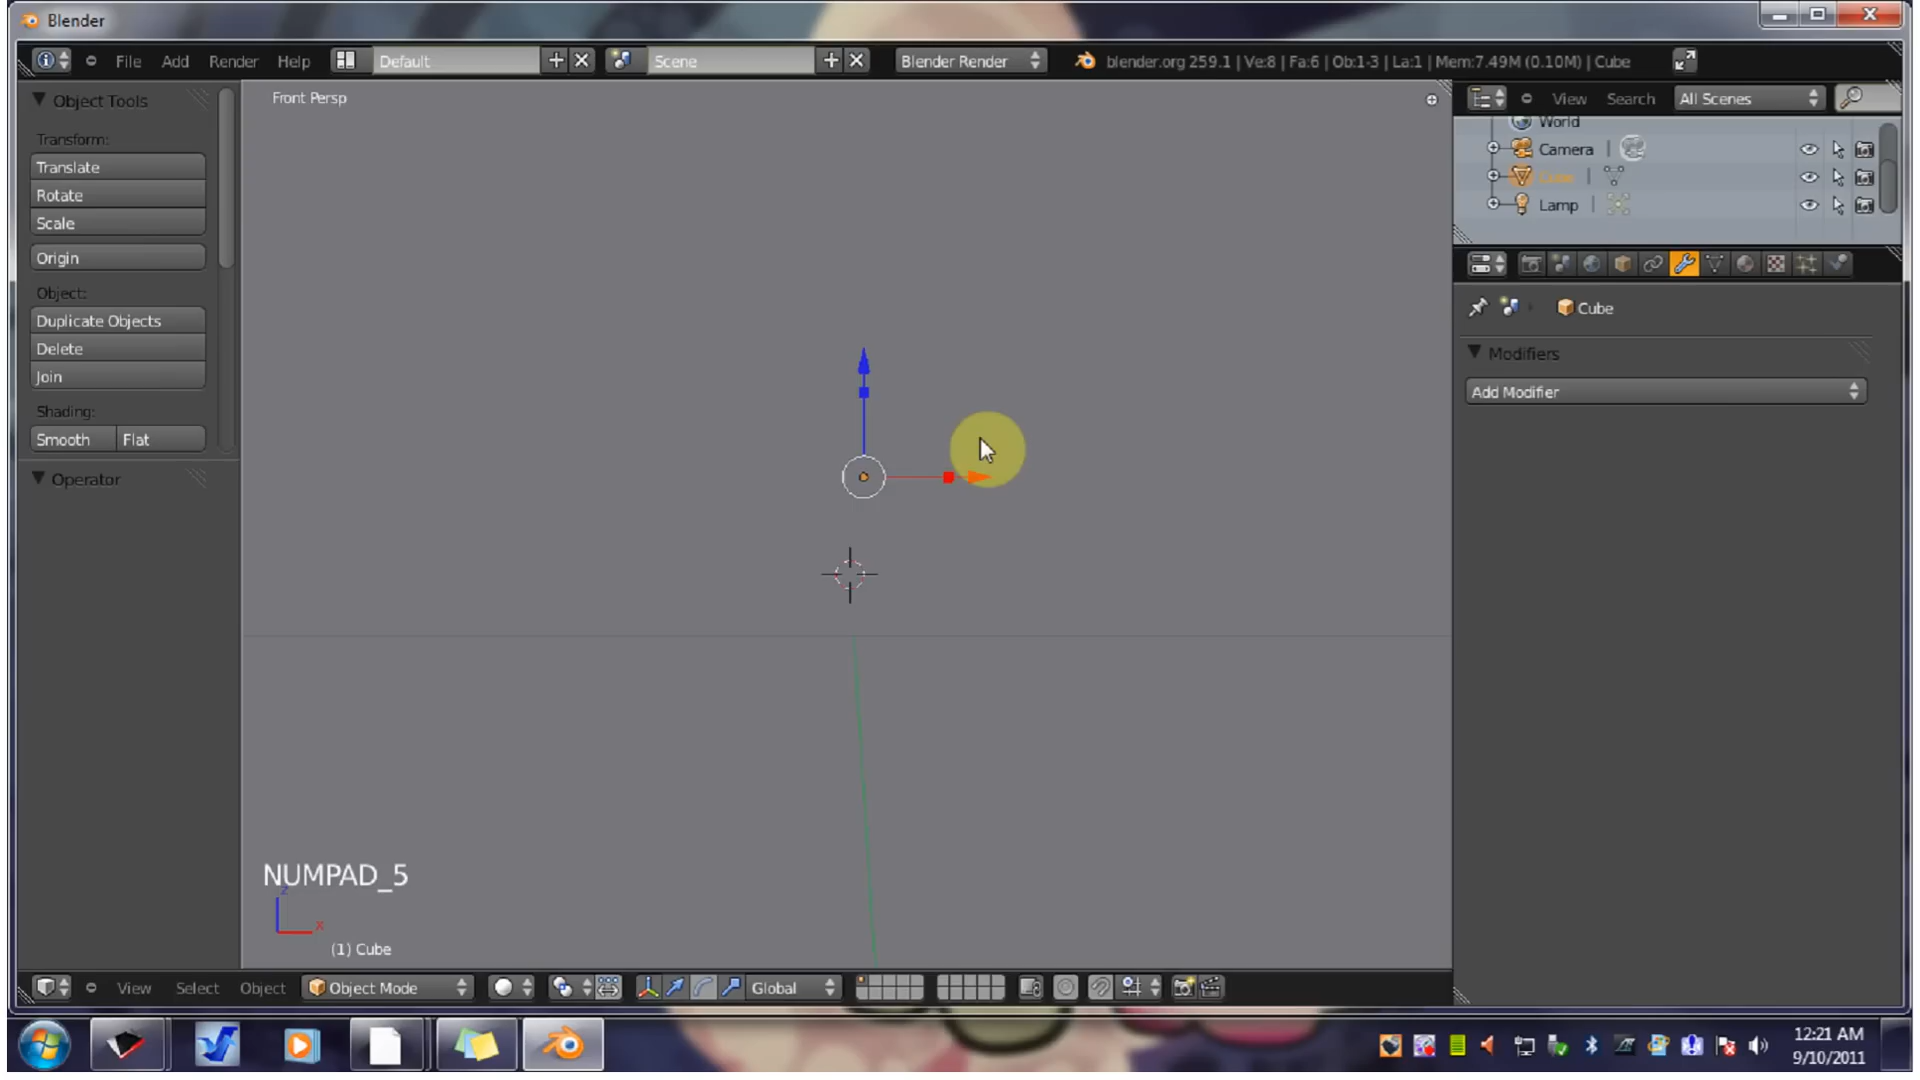 Blender
File Add Render Help Default Scene Blender Render blender.org 259.1 | Ve:8 | Fa:6 | Ob:1-3 | La:1 | Mem:7.49M (0.10M) | Cube
Object Tools
Transform:
Translate
Rotate
Scale
Origin
Object:
Duplicate Objects
Delete
Join
Shading:
Smooth Flat
Operator
Front Persp
NUMPAD_5
z
x
(1) Cube
View Search All Scenes
World
Camera
Cube
Lamp
Cube
Modifiers
Add Modifier
View Select Object Object Mode Global
12:21 AM
9/10/2011